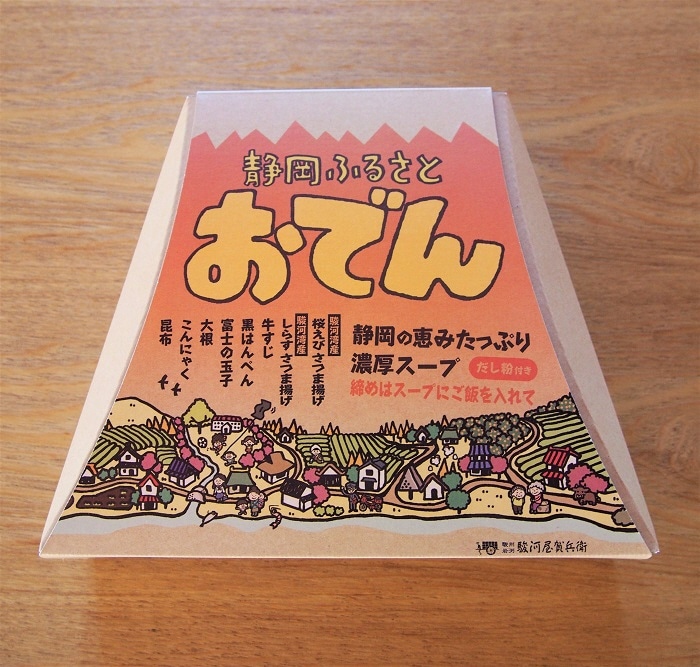 静岡ふるさと
おでん
静岡の恵みたっぷり
濃厚スープ だし粉付き
締めはスープにご飯を入れて
駿河湾産 桜えびさつま揚げ
駿河湾産 しらすさつま揚げ
牛すじ
黒はんぺん
富士の玉子
大根
こんにゃく
昆布
駿河屋賀兵衛